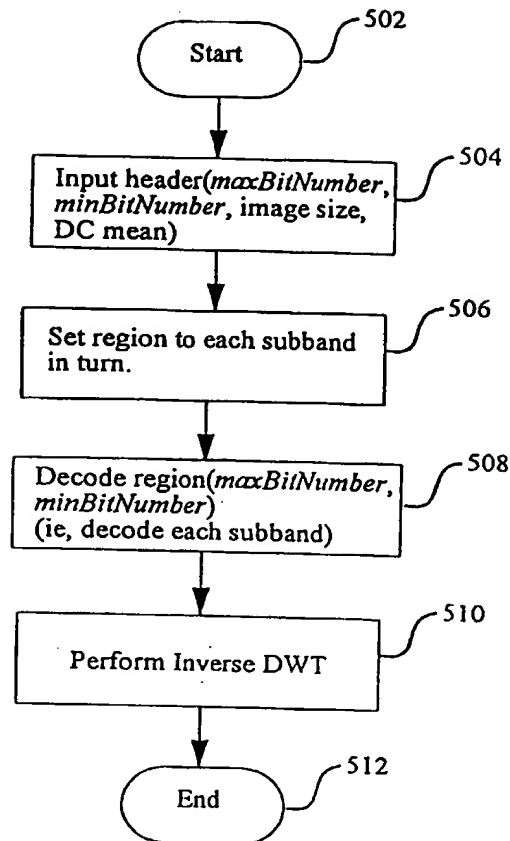 502
Start
504
Input header(maxBitNumber,
minBitNumber, image size,
DC mean)
506
Set region to each subband
in turn.
508
Decode region(maxBitNumber,
minBitNumber)
(ie, decode each subband)
510
Perform Inverse DWT
512
End